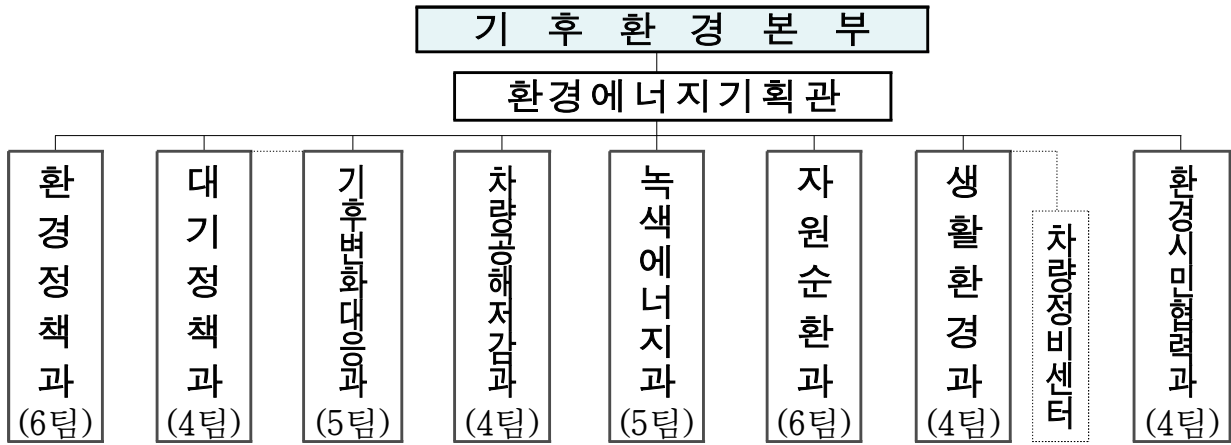 기 후 환 경 본 부
환경에너지기획관
환경정책과
(6팀)
대기정책과
(4팀)
기후변화대응과
(5팀)
차량공해저감과
(4팀)
녹색에너지과
(5팀)
자원순환과
(6팀)
생활환경과
(4팀)
차량정비센터
환경시민협력과
(4팀)